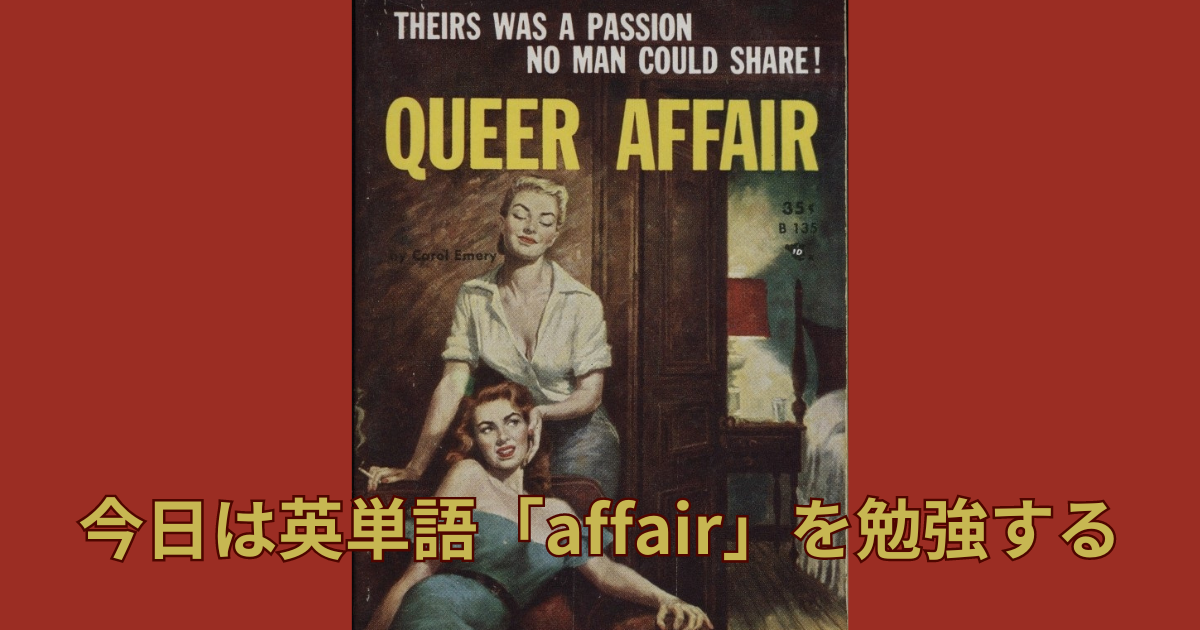 THEIRS WAS A PASSION
NO MAN COULD SHARE!
QUEER AFFAIR
35¢
B 135
by Carol Emery
今日は英単語「affair」を勉強する